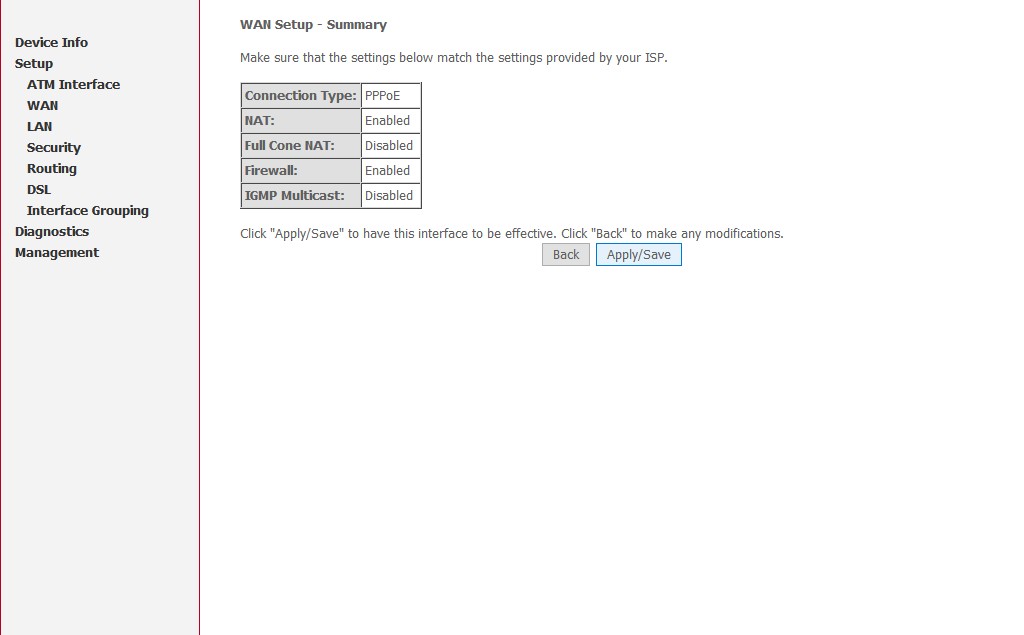 Device Info
Setup
ATM Interface
WAN
LAN
Security
Routing
DSL
Interface Grouping
Diagnostics
Management
WAN Setup - Summary
Make sure that the settings below match the settings provided by your ISP.
Connection Type: PPPoE
NAT: Enabled
Full Cone NAT: Disabled
Firewall: Enabled
IGMP Multicast: Disabled
Click "Apply/Save" to have this interface to be effective. Click "Back" to make any modifications.
Back Apply/Save